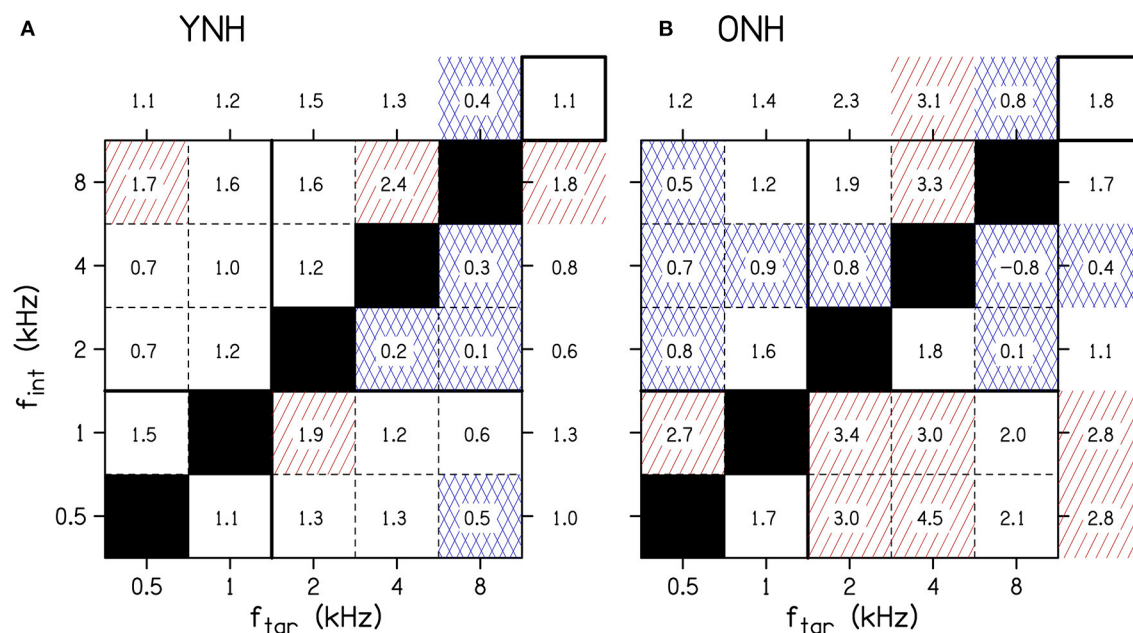 A YNH
1.1 1.2 1.5 1.3 0.4 1.1
8 1.7 1.6 1.6 2.4 1.8
4 0.7 1.0 1.2 0.3 0.8
2 0.7 1.2 0.2 0.1 0.6
1 1.5 1.9 1.2 0.6 1.3
0.5 1.1 1.3 1.3 0.5 1.0
0.5 1 2 4 8
f_int (kHz)
f_tar (kHz)
B ONH
1.2 1.4 2.3 3.1 0.8 1.8
0.5 1.2 1.9 3.3 1.7
0.7 0.9 0.8 −0.8 0.4
0.8 1.6 1.8 0.1 1.1
2.7 3.4 3.0 2.0 2.8
1.7 3.0 4.5 2.1 2.8
0.5 1 2 4 8
f_tar (kHz)